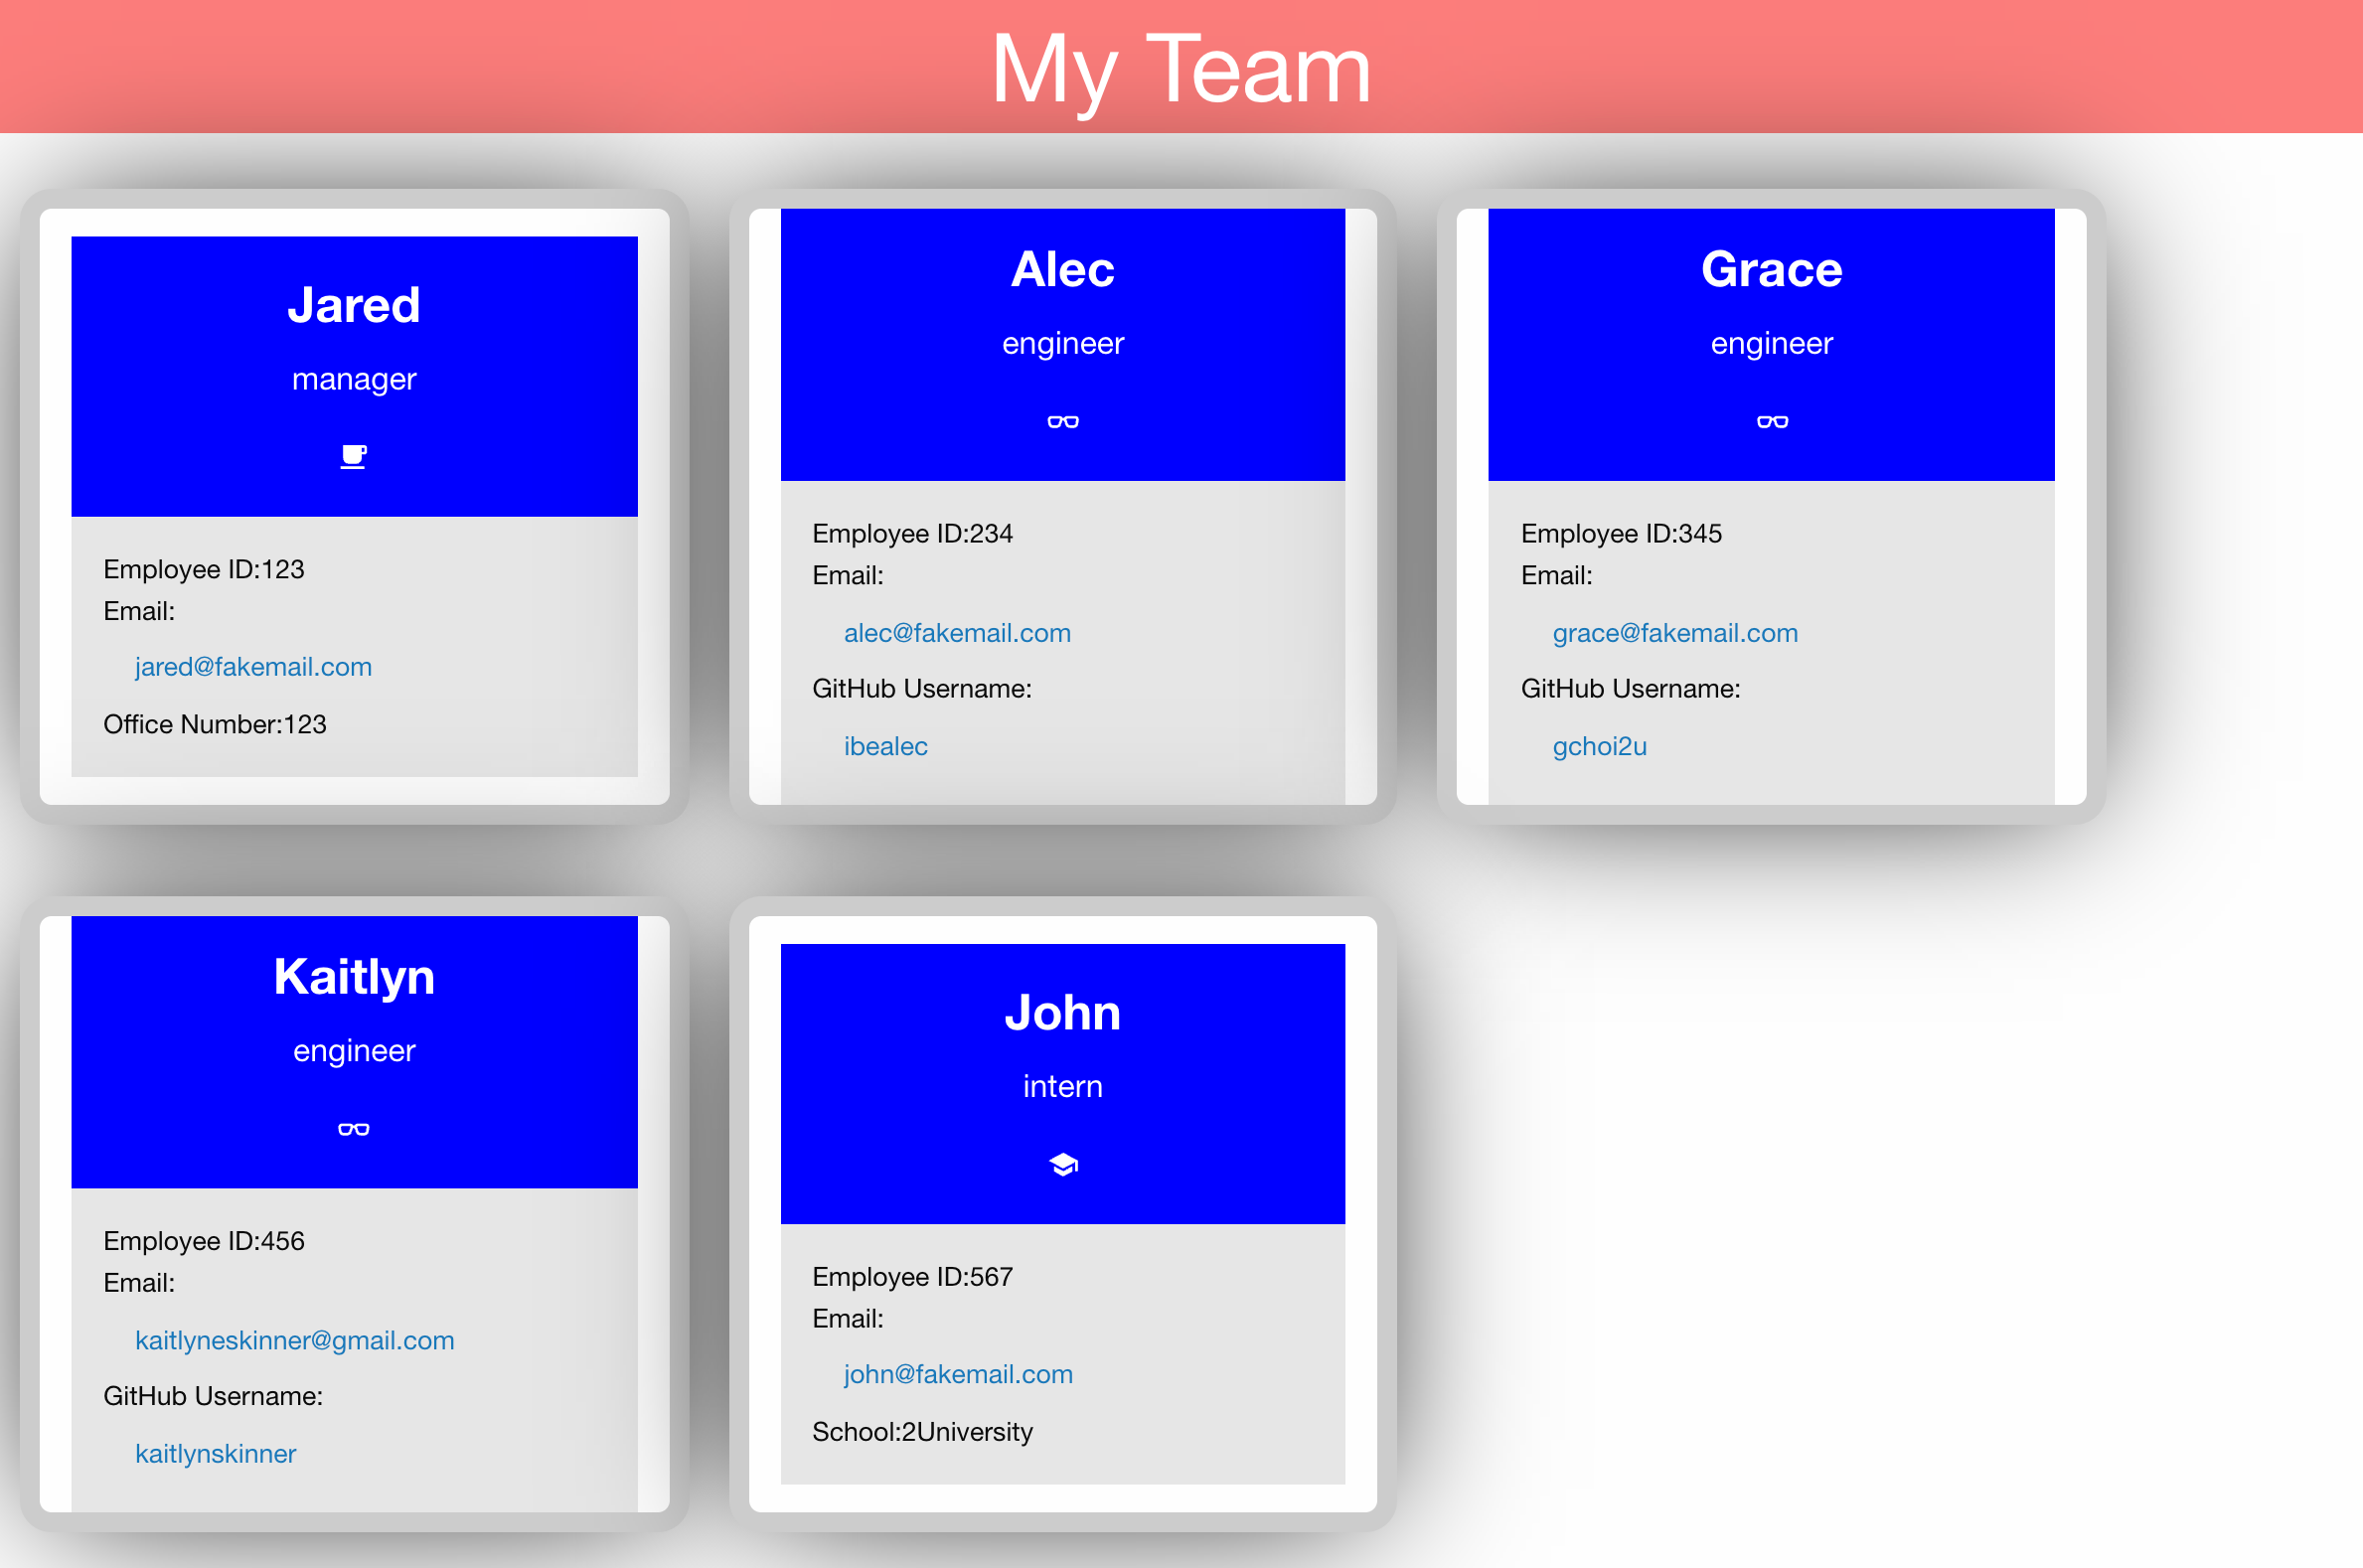 My Team
Jared
manager
Employee ID:123
Email:
jared@fakemail.com
Office Number:123
Alec
engineer
Employee ID:234
Email:
alec@fakemail.com
GitHub Username:
ibealec
Grace
engineer
Employee ID:345
Email:
grace@fakemail.com
GitHub Username:
gchoi2u
Kaitlyn
engineer
Employee ID:456
Email:
kaitlyneskinner@gmail.com
GitHub Username:
kaitlynskinner
John
intern
Employee ID:567
Email:
john@fakemail.com
School:2University